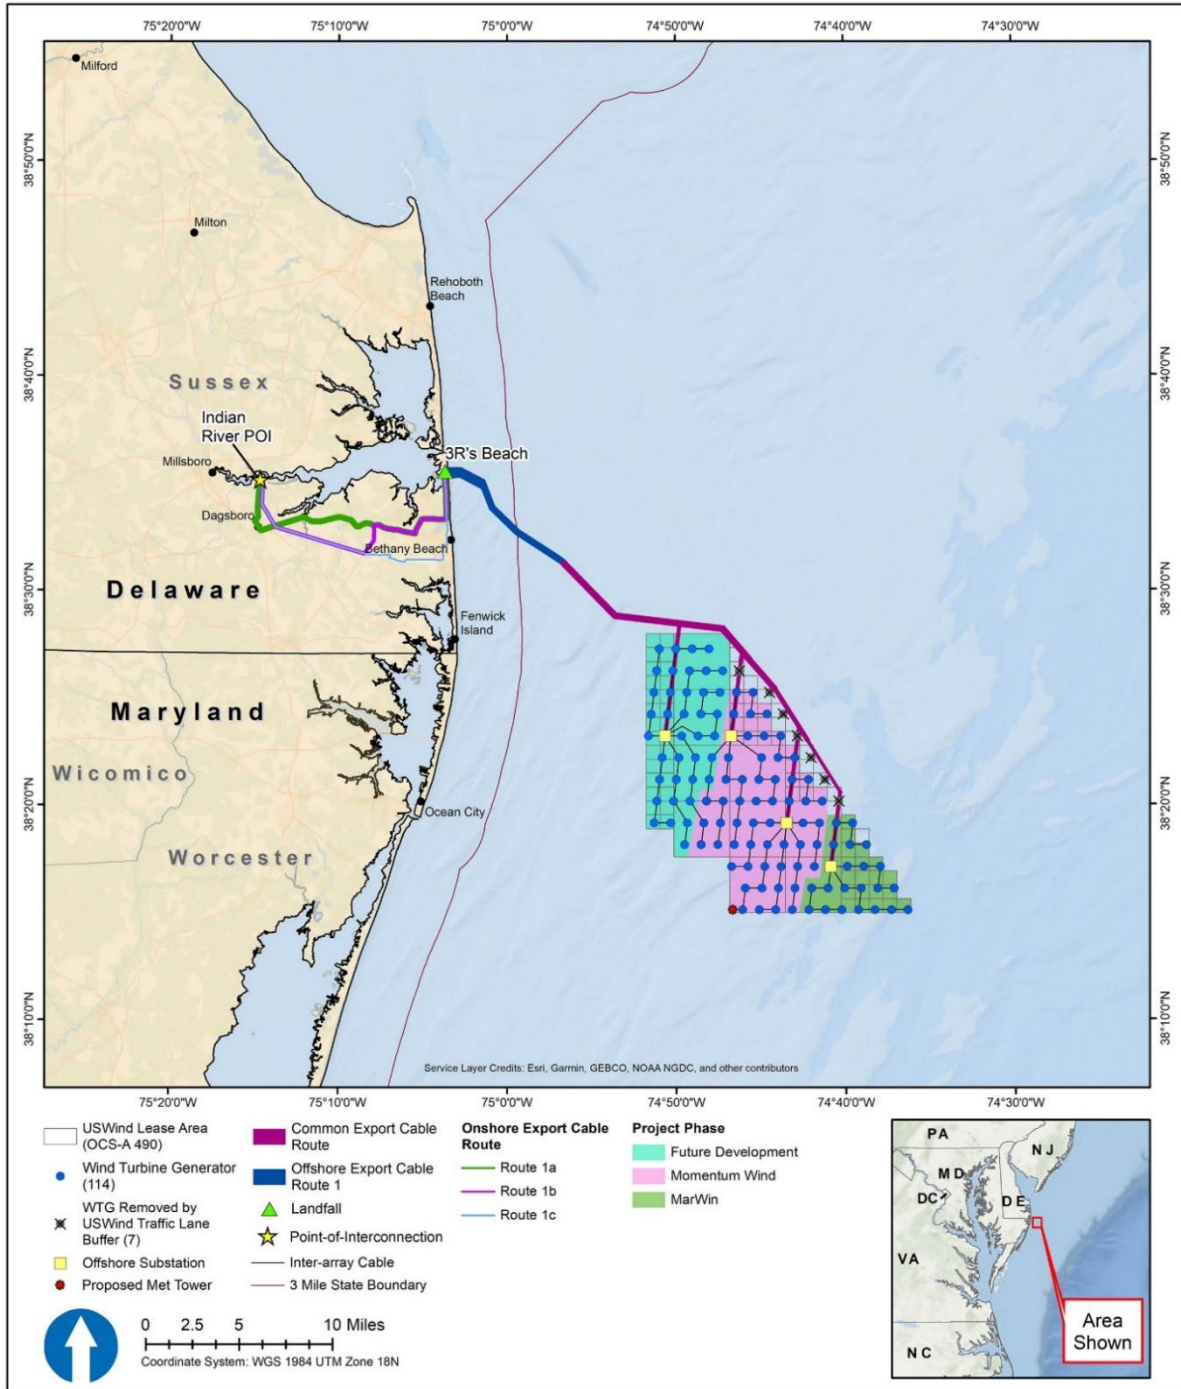 75°20'0"W
75°10'0"W
75°0'0"W
74°50'0"W
74°40'0"W
74°30'0"W
38°50'0"N
38°40'0"N
38°30'0"N
38°20'0"N
38°10'0"N
38°50'0"N
38°40'0"N
38°30'0"N
38°20'0"N
38°10'0"N
Milford
Milton
Rehoboth
Beach
Sussex
Indian
River POI
Millsboro
3R's Beach
Dagsboro
Bethany Beach
Delaware
Fenwick
Island
Maryland
Wicomico
Ocean City
Worcester
Service Layer Credits: Esri, Garmin, GEBCO, NOAA NGDC, and other contributors
75°20'0"W
75°10'0"W
75°0'0"W
74°50'0"W
74°40'0"W
74°30'0"W
USWind Lease Area
(OCS-A 490)
Wind Turbine Generator
(114)
WTG Removed by
USWind Traffic Lane
Buffer (7)
Offshore Substation
Proposed Met Tower
Common Export Cable
Route
Offshore Export Cable
Route 1
Landfall
Point-of-Interconnection
Inter-array Cable
3 Mile State Boundary
Onshore Export Cable
Route
Route 1a
Route 1b
Route 1c
Project Phase
Future Development
Momentum Wind
MarWin
0 2.5 5 10 Miles
Coordinate System: WGS 1984 UTM Zone 18N
PA
NJ
MD
DC
DE
VA
NC
Area
Shown